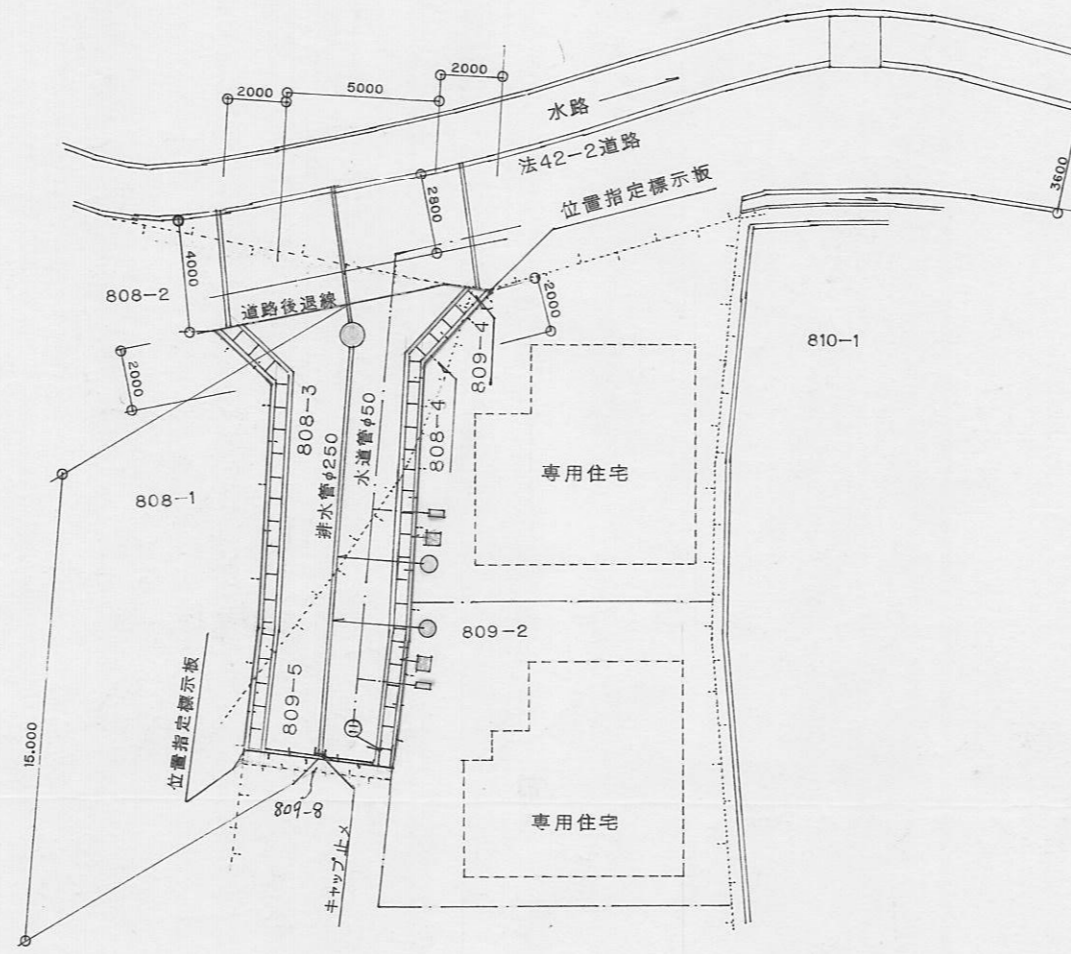 2000
5000
2000
水路
法42-2道路
位置指定標示板
3600
2800
4000
808-2
道路後退線
2000
2000
809-4
810-1
808-3
水道管φ50
808-4
排水管φ250
専用住宅
808-1
809-2
位置指定標示板
809-5
15.000
809-8
キャップ止メ
専用住宅